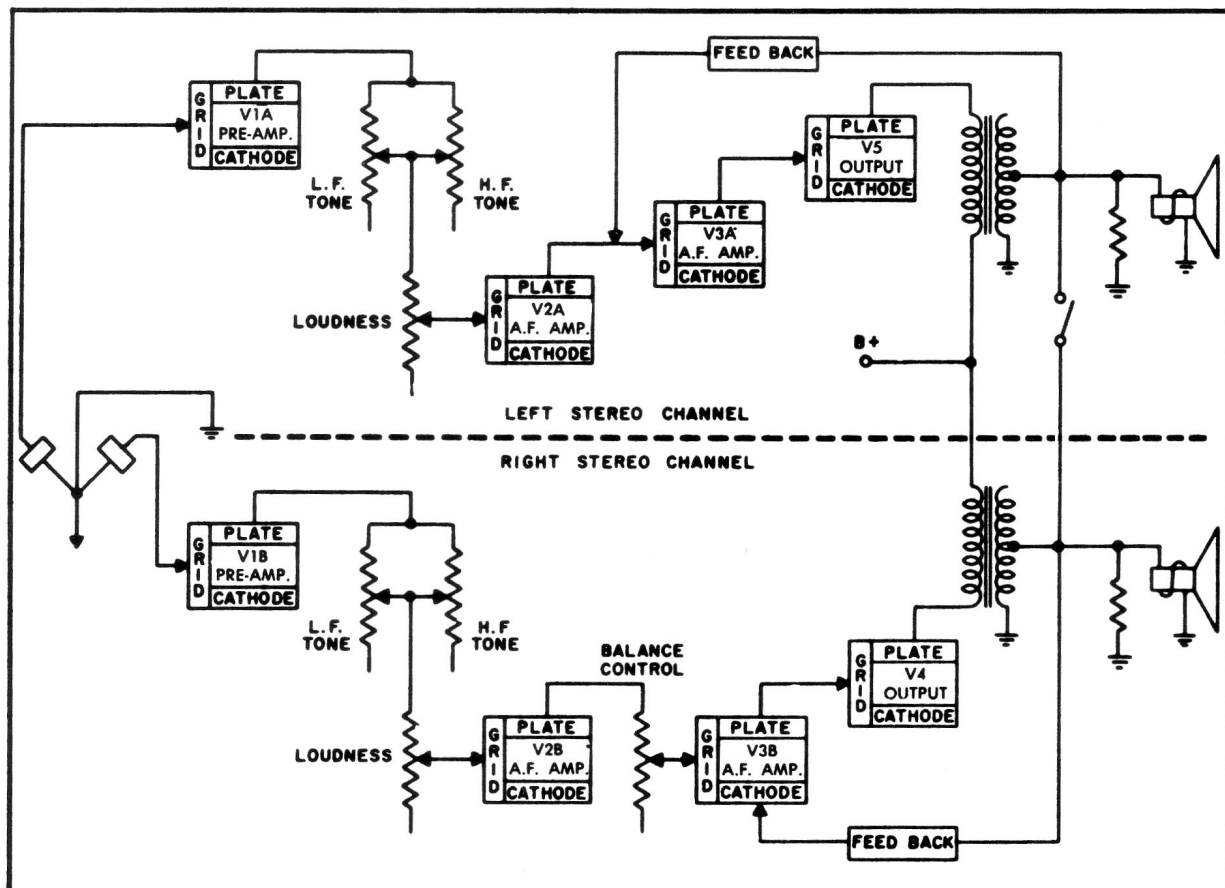 FEED BACK
GRID
PLATE
V1A
PRE-AMP.
CATHODE
L.F.
TONE
H.F.
TONE
GRID
PLATE
V5
OUTPUT
CATHODE
GRID
PLATE
V3A
A.F. AMP.
CATHODE
LOUDNESS
GRID
PLATE
V2A
A.F. AMP.
CATHODE
B+
LEFT STEREO CHANNEL
RIGHT STEREO CHANNEL
GRID
PLATE
V1B
PRE-AMP.
CATHODE
L.F.
TONE
H.F
TONE
BALANCE
CONTROL
GRID
PLATE
V4
OUTPUT
CATHODE
LOUDNESS
GRID
PLATE
V2B
A.F. AMP.
CATHODE
GRID
PLATE
V3B
A.F. AMP.
CATHODE
FEED BACK